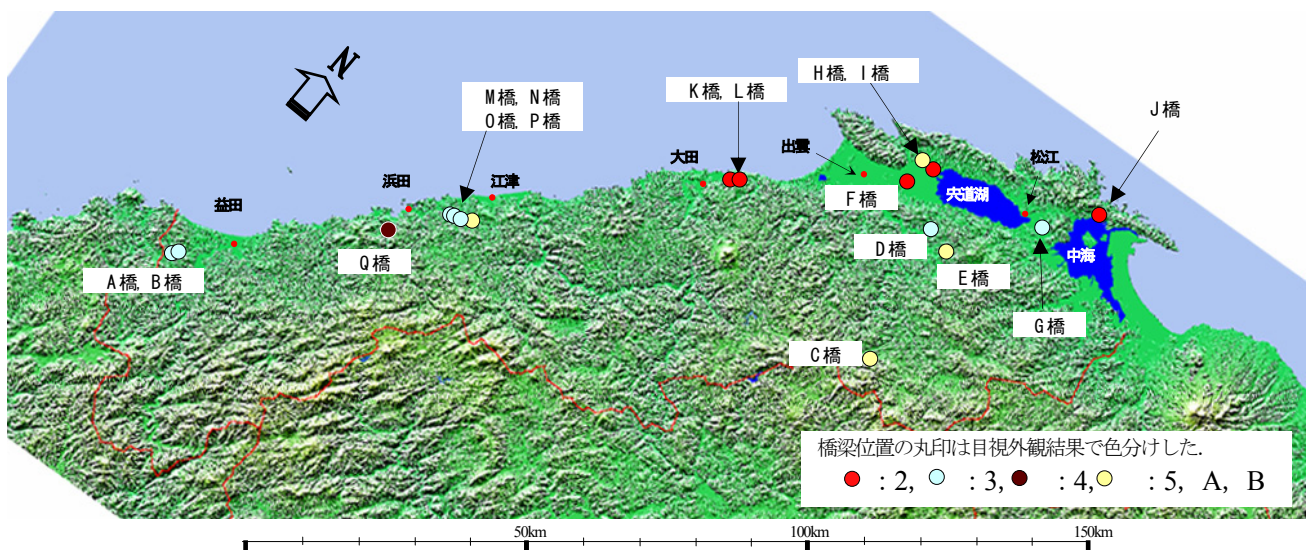 N
H橋, I橋
M橋, N橋
O橋, P橋
K橋, L橋
J橋
浜田
江津
大田
出雲
松江
益田
F橋
宍道湖
A橋, B橋
Q橋
D橋
E橋
中海
G橋
C橋
橋梁位置の丸印は目視外観結果で色分けした.
: 2, : 3, : 4, : 5, A, B
50km 100km 150km